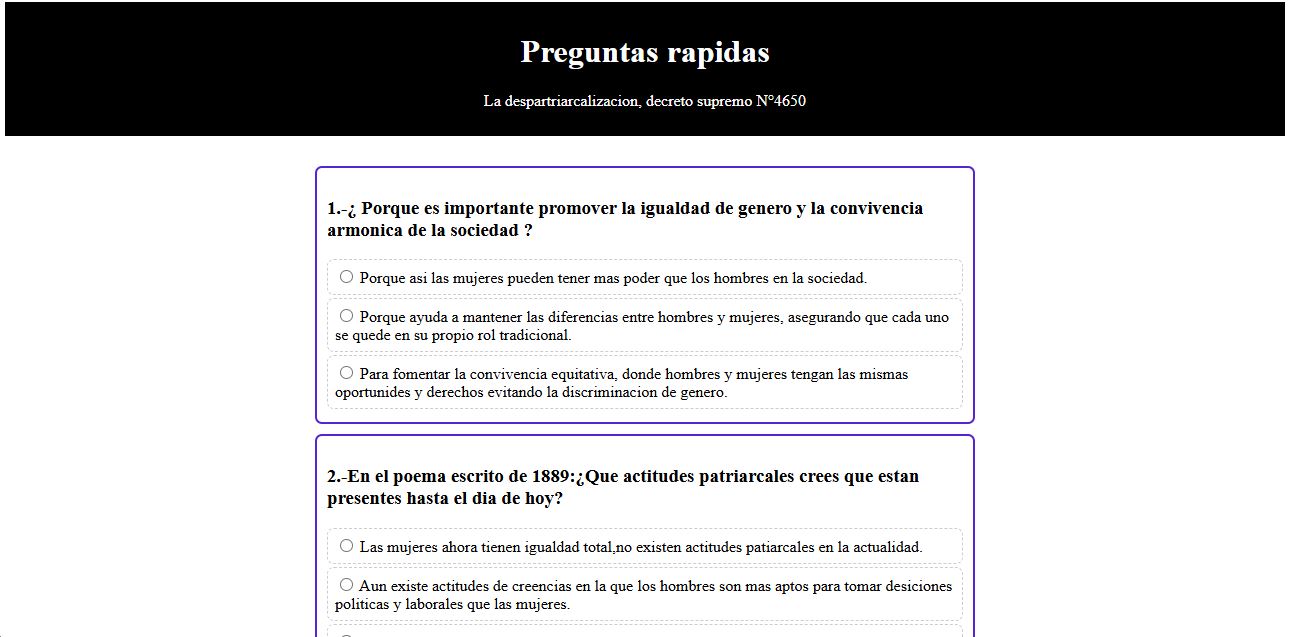 Preguntas rapidas
La despartriarcalizacion, decreto supremo N°4650
1.-¿ Porque es importante promover la igualdad de genero y la convivencia
armonica de la sociedad ?
Porque asi las mujeres pueden tener mas poder que los hombres en la sociedad.
Porque ayuda a mantener las diferencias entre hombres y mujeres, asegurando que cada uno
se quede en su propio rol tradicional.
Para fomentar la convivencia equitativa, donde hombres y mujeres tengan las mismas
oportunides y derechos evitando la discriminacion de genero.
2.-En el poema escrito de 1889:¿Que actitudes patriarcales crees que estan
presentes hasta el dia de hoy?
Las mujeres ahora tienen igualdad total,no existen actitudes patiarcales en la actualidad.
Aun existe actitudes de creencias en la que los hombres son mas aptos para tomar desiciones
politicas y laborales que las mujeres.